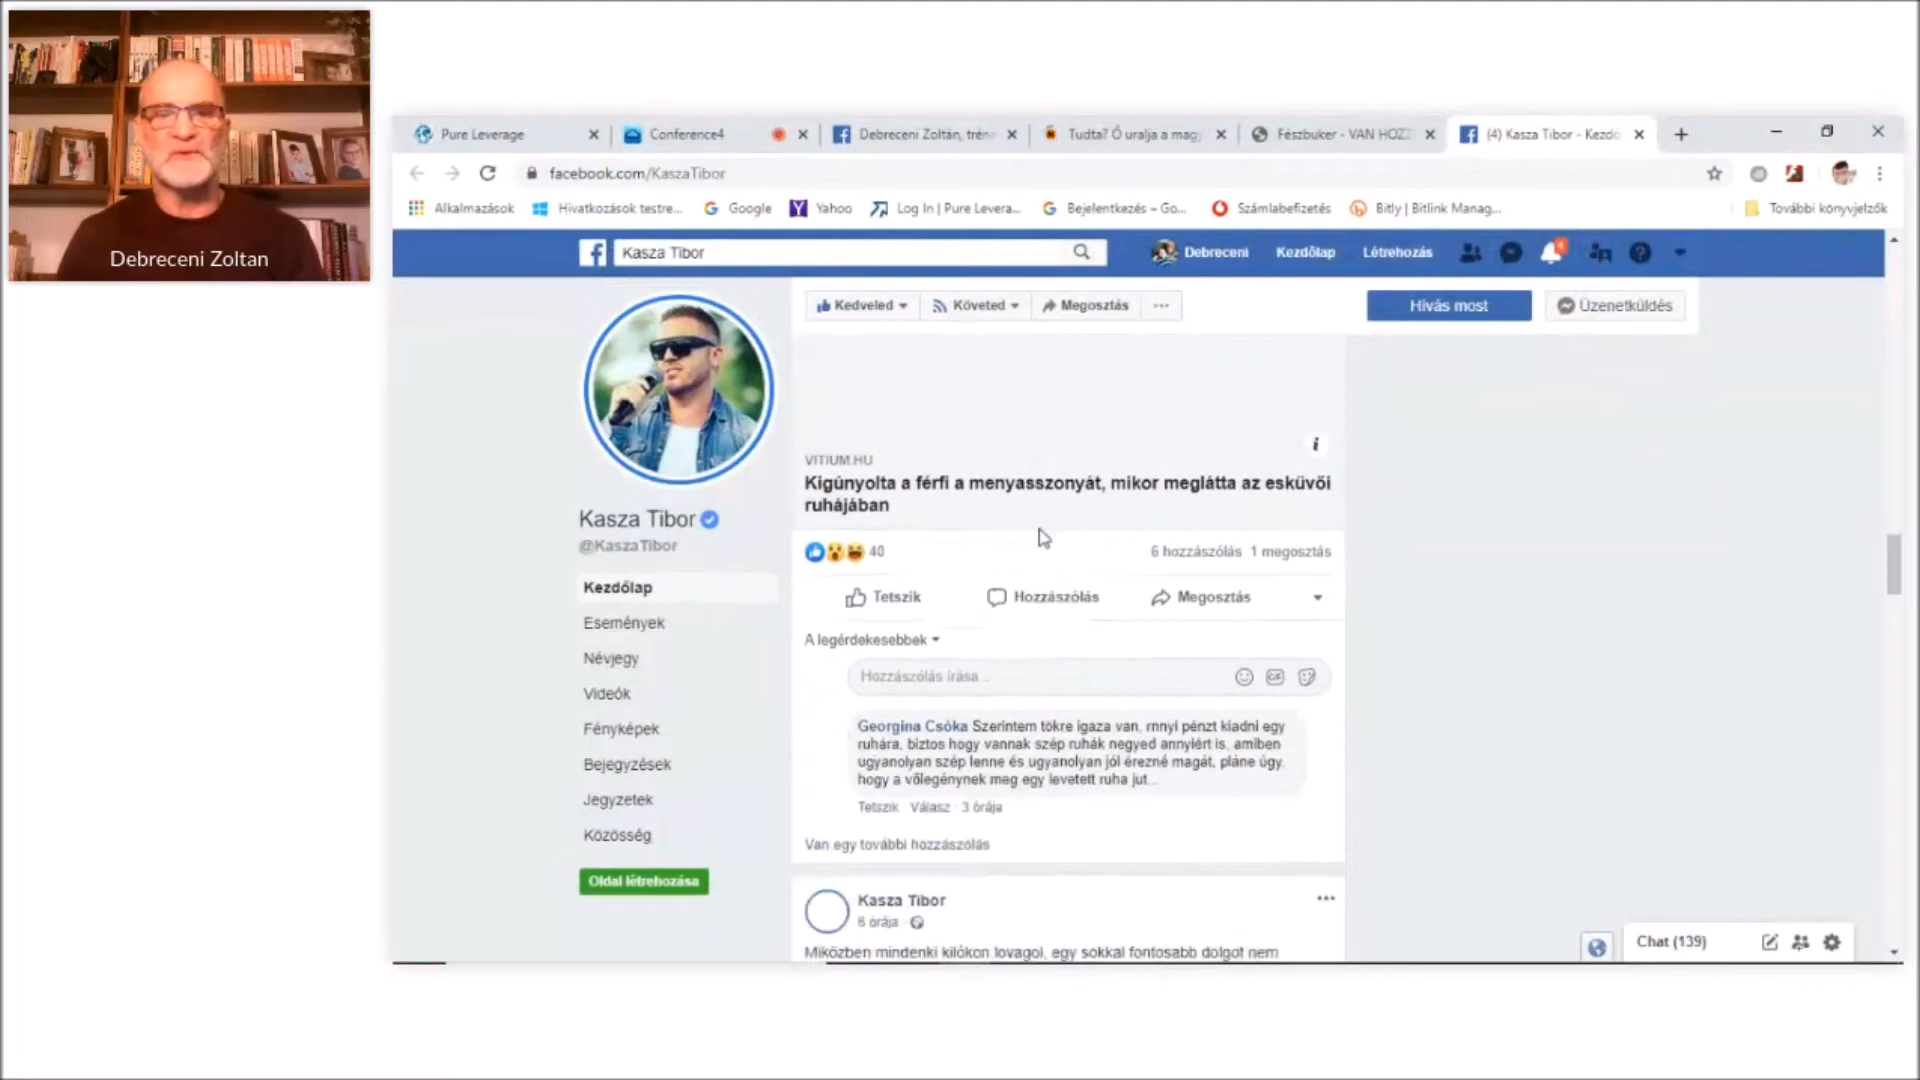 Debreceni Zoltan
Pure Leverage
Conference4
Debreceni Zoltán, tréne
Tudta? Ő uralja a magy
Fészbuker - VAN HOZZ
(4) Kasza Tibor - Kezdő
facebook.com/KaszaTibor
Alkalmazások
Hivatkozások testre...
Google
Yahoo
Log In | Pure Levera...
Bejelentkezés – Go...
Számlabefizetés
Bitly | Bitlink Manag...
További könyvjelzők
Kasza Tibor
Debreceni
Kezdőlap
Létrehozás
Kedveled
Követed
Megosztás
Hívás most
Üzenetküldés
Kasza Tibor
@KaszaTibor
Kezdőlap
Események
Névjegy
Videók
Fényképek
Bejegyzések
Jegyzetek
Közösség
Oldal létrehozása
VITIUM.HU
Kigúnyolta a férfi a menyasszonyát, mikor meglátta az esküvői
ruhájában
40
6 hozzászólás 1 megosztás
Tetszik
Hozzászólás
Megosztás
A legérdekesebbek
Hozzászólás írása...
GIF
Georgina Csóka Szerintem tökre igaza van, rnnyi pénzt kiadni egy
ruhára, biztos hogy vannak szép ruhák negyed annyiért is, amiben
ugyanolyan szép lenne és ugyanolyan jól érezné magát, pláne úgy,
hogy a vőlegénynek meg egy levetett ruha jut...
Tetszik · Válasz · 3 órája
Van egy további hozzászólás
Kasza Tibor
6 órája
Miközben mindenki kilókon lovagol, egy sokkal fontosabb dolgot nem
Chat (139)